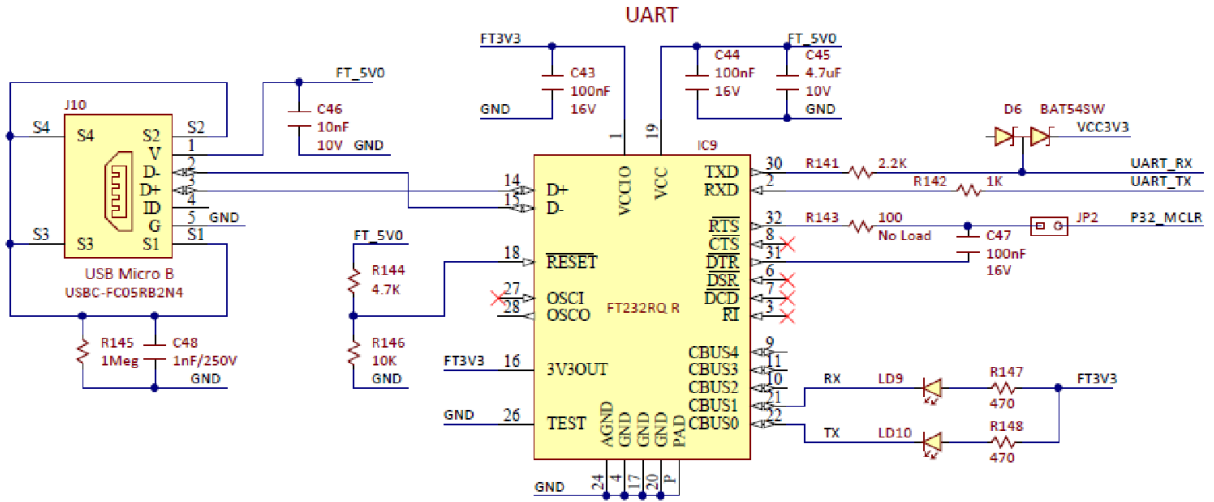 UART
FT3V3
C43
100nF
16V
GND
C44
100nF
16V
FT_5V0
C45
4.7uF
10V
GND
FT_5V0
C46
10nF
10V
GND
J10
S4
S4
S2
S2
V
1
D-
2
D+
3
ID
4
G
5
GND
S3
S3
S1
S1
USB Micro B
USBC-FC05RB2N4
R145
1Meg
C48
1nF/250V
GND
FT_5V0
R144
4.7K
R146
10K
GND
FT3V3
GND
IC9
1
19
VCCIO
VCC
14
D+
15
D-
18
RESET
27
OSCI
28
OSCO
16
3V3OUT
26
TEST
FT232RQ R
TXD
30
RXD
2
RTS
32
CTS
8
DTR
31
DSR
6
DCD
7
RI
3
CBUS4
9
CBUS3
11
CBUS2
10
CBUS1
21
CBUS0
22
AGND
GND
GND
GND
PAD
24
4
17
20
P
GND
D6
BAT54SW
VCC3V3
R141
2.2K
UART_RX
R142
1K
UART_TX
R143
100
No Load
JP2
P32_MCLR
C47
100nF
16V
RX
LD9
R147
470
FT3V3
TX
LD10
R148
470